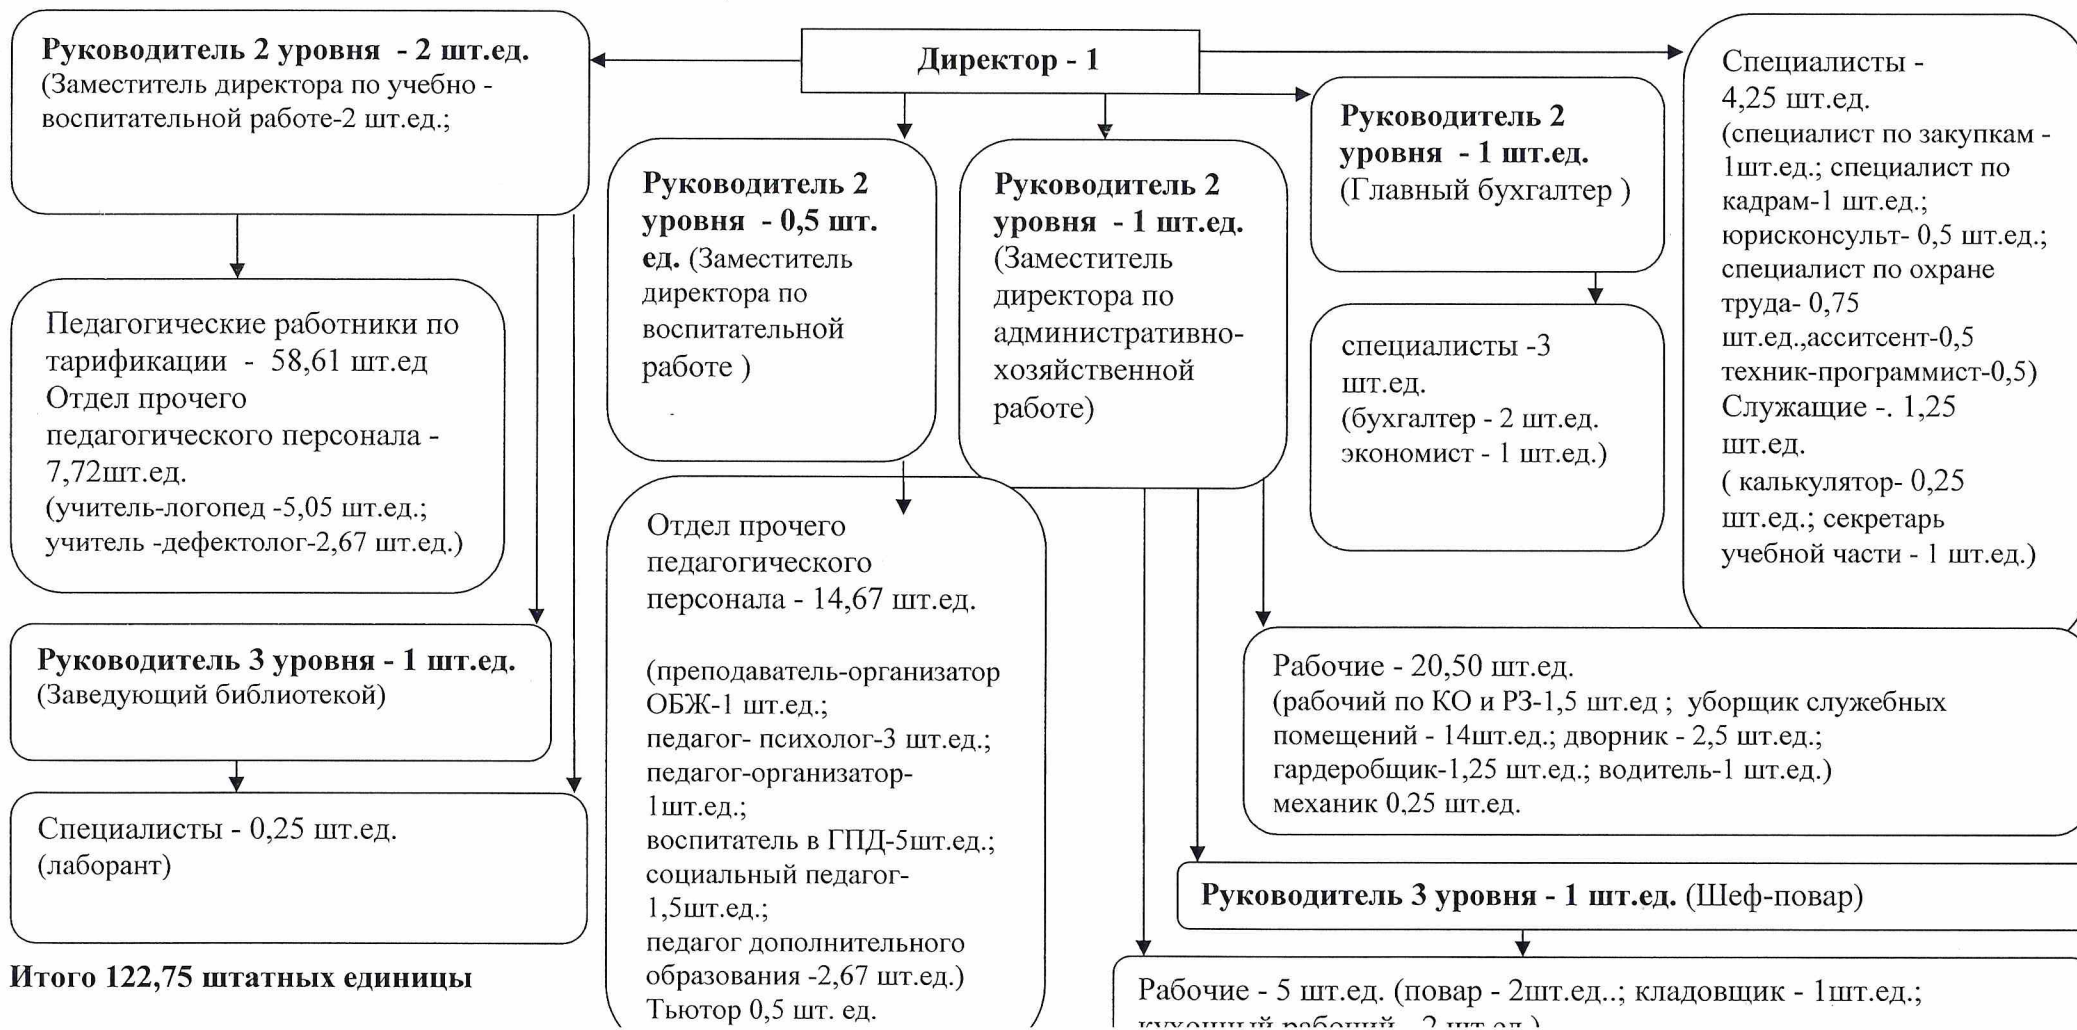 Руководитель 2 уровня - 2 шт.ед.
(Заместитель директора по учебно -
воспитательной работе-2 шт.ед.;
Директор - 1
Руководитель 2
уровня - 0,5 шт.
ед. (Заместитель
директора по
воспитательной
работе )
Руководитель 2
уровня - 1 шт.ед.
(Заместитель
директора по
административно-
хозяйственной
работе)
Руководитель 2
уровня - 1 шт.ед.
(Главный бухгалтер )
Специалисты -
4,25 шт.ед.
(специалист по закупкам -
1шт.ед.; специалист по
кадрам-1 шт.ед.;
юрисконсульт- 0,5 шт.ед.;
специалист по охране
труда- 0,75
шт.ед.,асситсент-0,5
техник-программист-0,5)
Служащие -. 1,25
шт.ед.
( калькулятор- 0,25
шт.ед.; секретарь
учебной части - 1 шт.ед.)
Педагогические работники по
тарификации - 58,61 шт.ед
Отдел прочего
педагогического персонала -
7,72шт.ед.
(учитель-логопед -5,05 шт.ед.;
учитель -дефектолог-2,67 шт.ед.)
специалисты -3
шт.ед.
(бухгалтер - 2 шт.ед.
экономист - 1 шт.ед.)
Отдел прочего
педагогического
персонала - 14,67 шт.ед.
(преподаватель-организатор
ОБЖ-1 шт.ед.;
педагог- психолог-3 шт.ед.;
педагог-организатор-
1шт.ед.;
воспитатель в ГПД-5шт.ед.;
социальный педагог-
1,5шт.ед.;
педагог дополнительного
образования -2,67 шт.ед.)
Тьютор 0,5 шт. ед.
Руководитель 3 уровня - 1 шт.ед.
(Заведующий библиотекой)
Рабочие - 20,50 шт.ед.
(рабочий по КО и РЗ-1,5 шт.ед ; уборщик служебных
помещений - 14шт.ед.; дворник - 2,5 шт.ед.;
гардеробщик-1,25 шт.ед.; водитель-1 шт.ед.)
механик 0,25 шт.ед.
Специалисты - 0,25 шт.ед.
(лаборант)
Руководитель 3 уровня - 1 шт.ед. (Шеф-повар)
Рабочие - 5 шт.ед. (повар - 2шт.ед..; кладовщик - 1шт.ед.;
кухонный рабочий - 2 шт.ед.)
Итого 122,75 штатных единицы